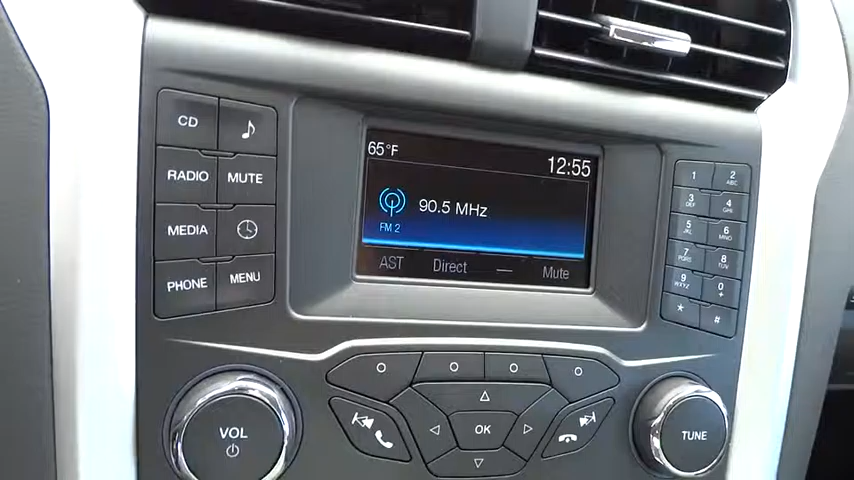 CD
RADIO
MUTE
MEDIA
PHONE
MENU
65°F
12:55
90.5 MHz
FM 2
AST
Direct
—
Mute
1
2 ABC
3 DEF
4 GHI
5 JKL
6 MNO
7 PQRS
8 TUV
9 WXYZ
0 +
*
#
VOL
OK
TUNE